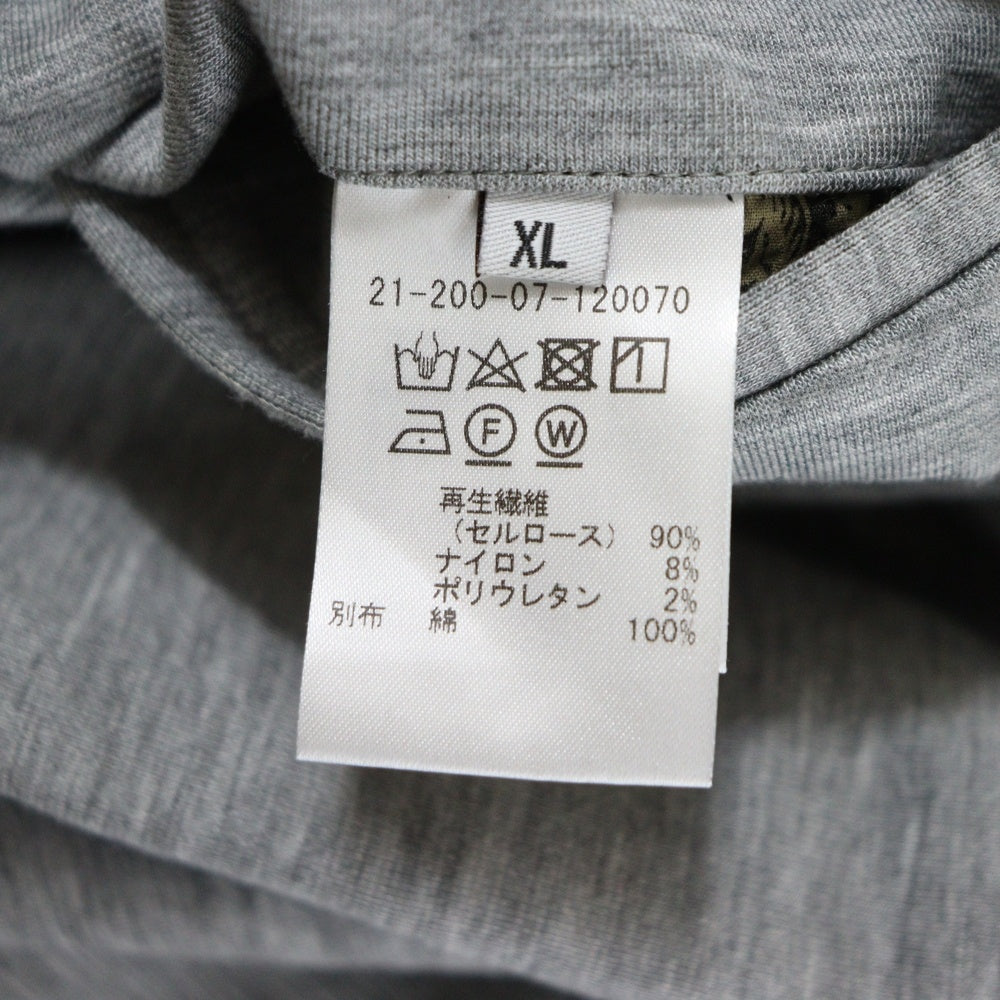 XL
21-200-07-120070
F W
再生繊維
(セルロース) 90%
ナイロン 8%
ポリウレタン 2%
別布 綿 100%